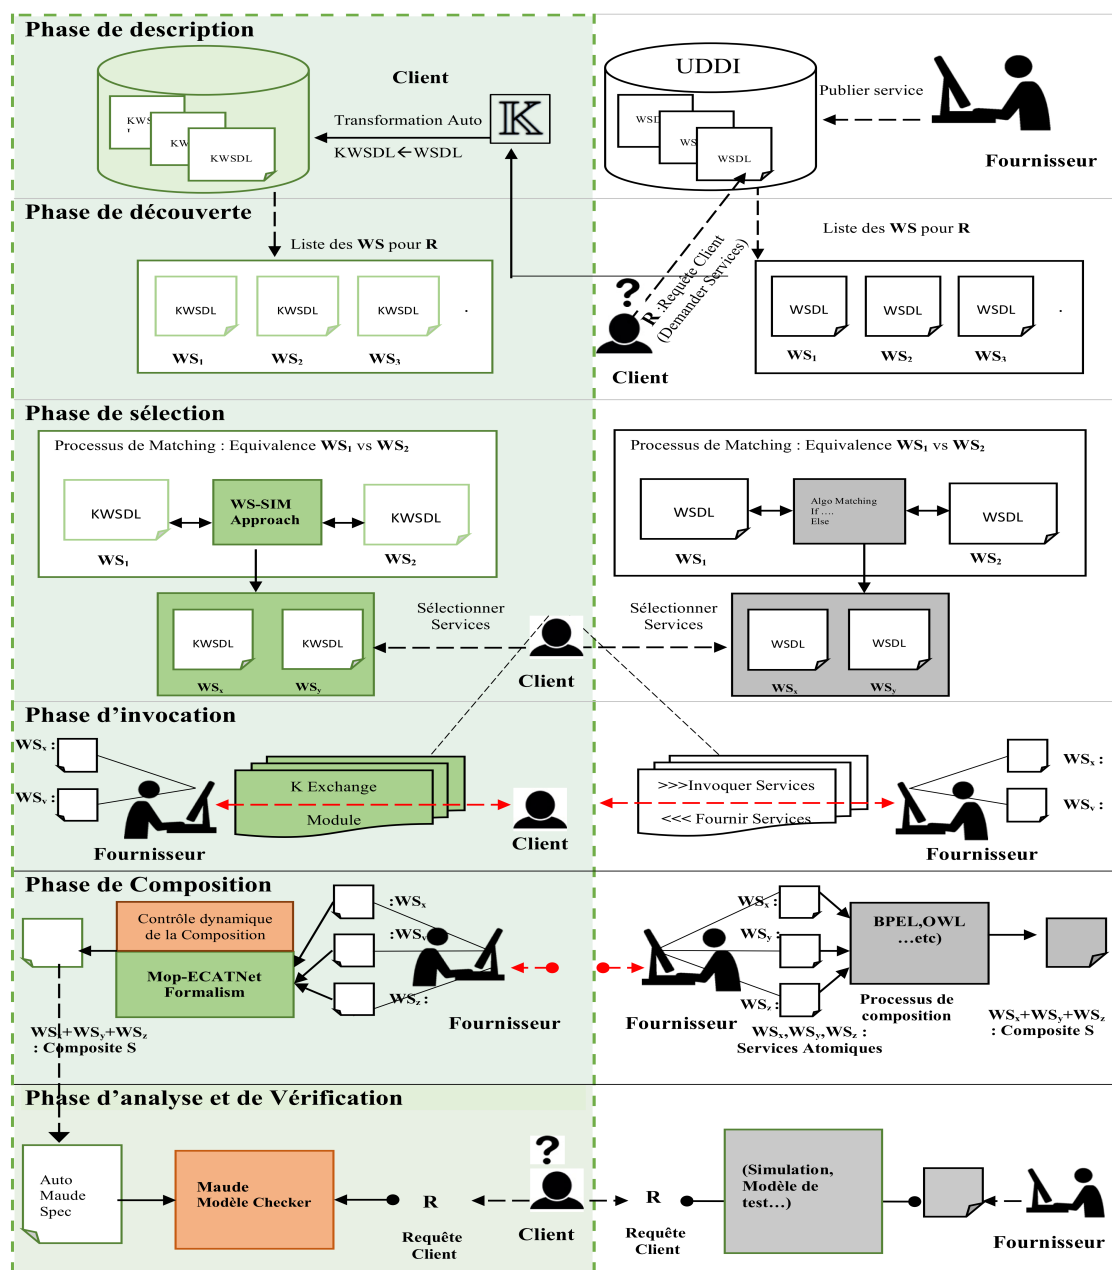 Phase de description
Client
Transformation Auto
KWSDL←WSDL
𝕂
KWSDL
UDDI
WSDL
Publier service
Fournisseur
Phase de découverte
Liste des WS pour R
KWSDL
KWSDL
KWSDL
.
WS₁
WS₂
WS₃
?
Client
R :Requête Client
(Demander Services)
Liste des WS pour R
WSDL
WSDL
WSDL
.
WS₁
WS₂
WS₃
Phase de sélection
Processus de Matching : Equivalence WS₁ vs WS₂
KWSDL
WS-SIM
Approach
KWSDL
WS₁
WS₂
KWSDL
KWSDL
WSₓ
WSᵧ
Sélectionner
Services
Client
Processus de Matching : Equivalence WS₁ vs WS₂
WSDL
Algo Matching
If ….
Else
WSDL
WS₁
WS₂
Sélectionner
Services
WSDL
WSDL
WSₓ
WSᵧ
Phase d’invocation
WSₓ :
WSᵧ :
Fournisseur
K Exchange
Module
Client
>>>Invoquer Services
<<< Fournir Services
Fournisseur
WSₓ :
WSᵧ :
Phase de Composition
Contrôle dynamique
de la Composition
Mop-ECATNet
Formalism
:WSₓ
:WSᵧ
WS_z :
Fournisseur
WSₓ+WSᵧ+WS_z
: Composite S
Fournisseur
WSₓ :
WSᵧ :
WS_z :
WSₓ,WSᵧ,WS_z :
Services Atomiques
BPEL,OWL
…etc)
Processus de
composition
WSₓ+WSᵧ+WS_z
: Composite S
Phase d’analyse et de Vérification
Auto
Maude
Spec
Maude
Modèle Checker
R
Requête
Client
?
Client
R
Requête
Client
(Simulation,
Modèle de
test…)
Fournisseur